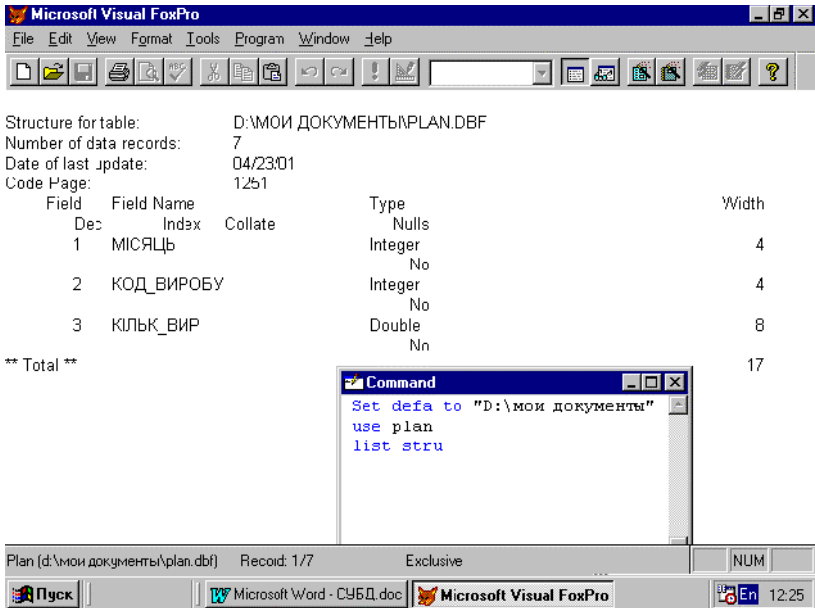 Microsoft Visual FoxPro
File Edit View Format Tools Program Window Help
Structure for table: D:\МОИ ДОКУМЕНТЫ\PLAN.DBF
Number of data records: 7
Date of last update: 04/23/01
Code Page: 1251
Field Field Name Type Width
Dec Index Collate Nulls
1 МІСЯЦЬ Integer 4
No
2 КОД_ВИРОБУ Integer 4
No
3 КІЛЬК_ВИР Double 8
No
** Total ** 17
Command
Set defa to "D:\мои документы"
use plan
list stru
Plan (d:\мои документы\plan.dbf) Record: 1/7 Exclusive NUM
Пуск Microsoft Word - СУБД.doc Microsoft Visual FoxPro En 12:25